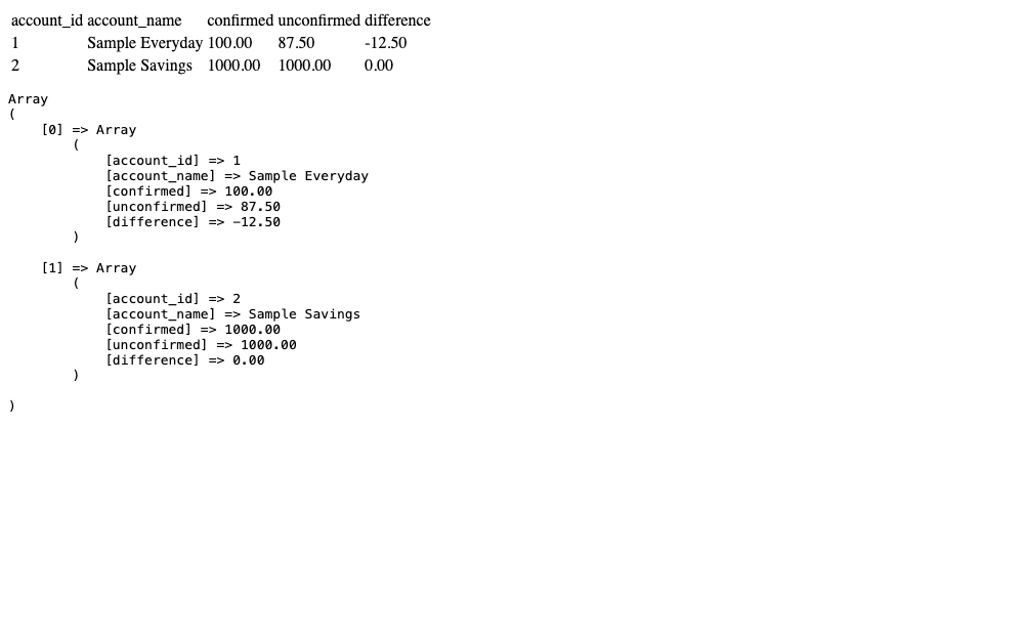 account_id account_name confirmed unconfirmed difference
1 Sample Everyday 100.00 87.50 -12.50
2 Sample Savings 1000.00 1000.00 0.00
Array
(
    [0] => Array
        (
            [account_id] => 1
            [account_name] => Sample Everyday
            [confirmed] => 100.00
            [unconfirmed] => 87.50
            [difference] => -12.50
        )
    [1] => Array
        (
            [account_id] => 2
            [account_name] => Sample Savings
            [confirmed] => 1000.00
            [unconfirmed] => 1000.00
            [difference] => 0.00
        )
)